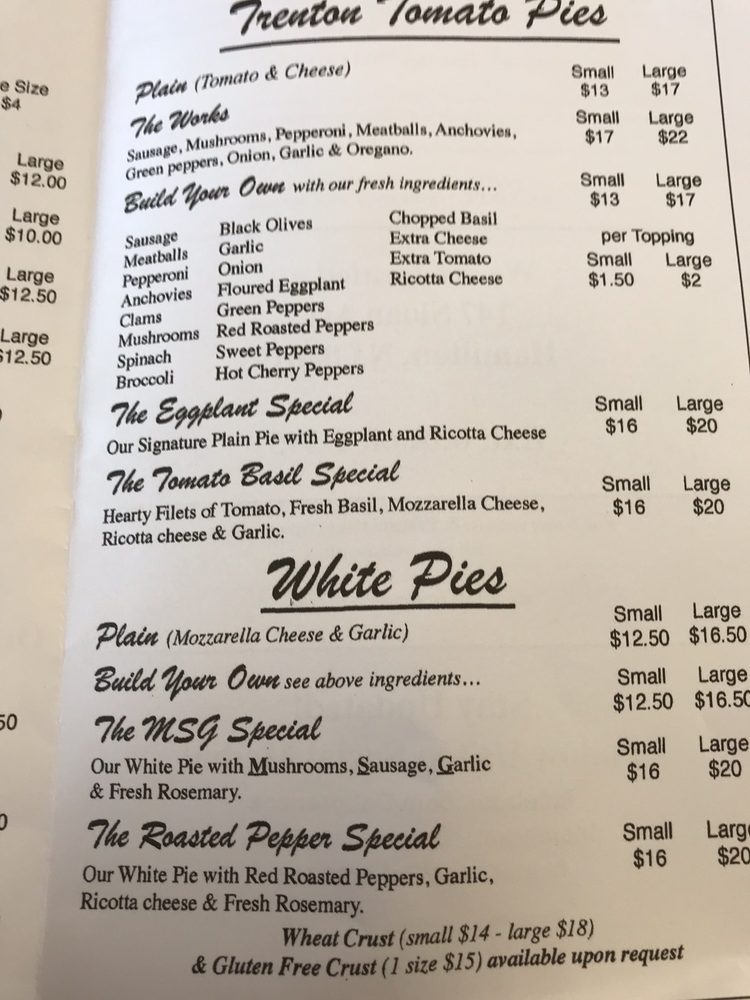 e Size
$4
Large
$12.00
Large
$10.00
Large
$12.50
Large
$12.50
50
0
Trenton Tomato Pies
Plain (Tomato & Cheese)
Small Large
$13 $17
The Works
Sausage, Mushrooms, Pepperoni, Meatballs, Anchovies,
Green peppers, Onion, Garlic & Oregano.
Small Large
$17 $22
Build Your Own with our fresh ingredients...
Small Large
$13 $17
Sausage
Meatballs
Pepperoni
Anchovies
Clams
Mushrooms
Spinach
Broccoli
Black Olives
Garlic
Onion
Floured Eggplant
Green Peppers
Red Roasted Peppers
Sweet Peppers
Hot Cherry Peppers
Chopped Basil
Extra Cheese
Extra Tomato
Ricotta Cheese
per Topping
Small Large
$1.50 $2
The Eggplant Special
Our Signature Plain Pie with Eggplant and Ricotta Cheese
Small Large
$16 $20
The Tomato Basil Special
Hearty Filets of Tomato, Fresh Basil, Mozzarella Cheese,
Ricotta cheese & Garlic.
Small Large
$16 $20
White Pies
Plain (Mozzarella Cheese & Garlic)
Small Large
$12.50 $16.50
Build Your Own see above ingredients...
Small Large
$12.50 $16.50
The MSG Special
Our White Pie with Mushrooms, Sausage, Garlic
& Fresh Rosemary.
Small Large
$16 $20
The Roasted Pepper Special
Our White Pie with Red Roasted Peppers, Garlic,
Ricotta cheese & Fresh Rosemary.
Small Large
$16 $20
Wheat Crust (small $14 - large $18)
& Gluten Free Crust (1 size $15) available upon request